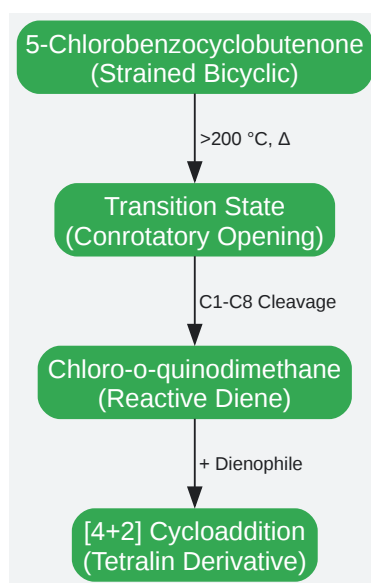 5-Chlorobenzocyclobutenone
(Strained Bicyclic)
>200 °C, Δ
Transition State
(Conrotatory Opening)
C1-C8 Cleavage
Chloro-o-quinodimethane
(Reactive Diene)
+ Dienophile
[4+2] Cycloaddition
(Tetralin Derivative)